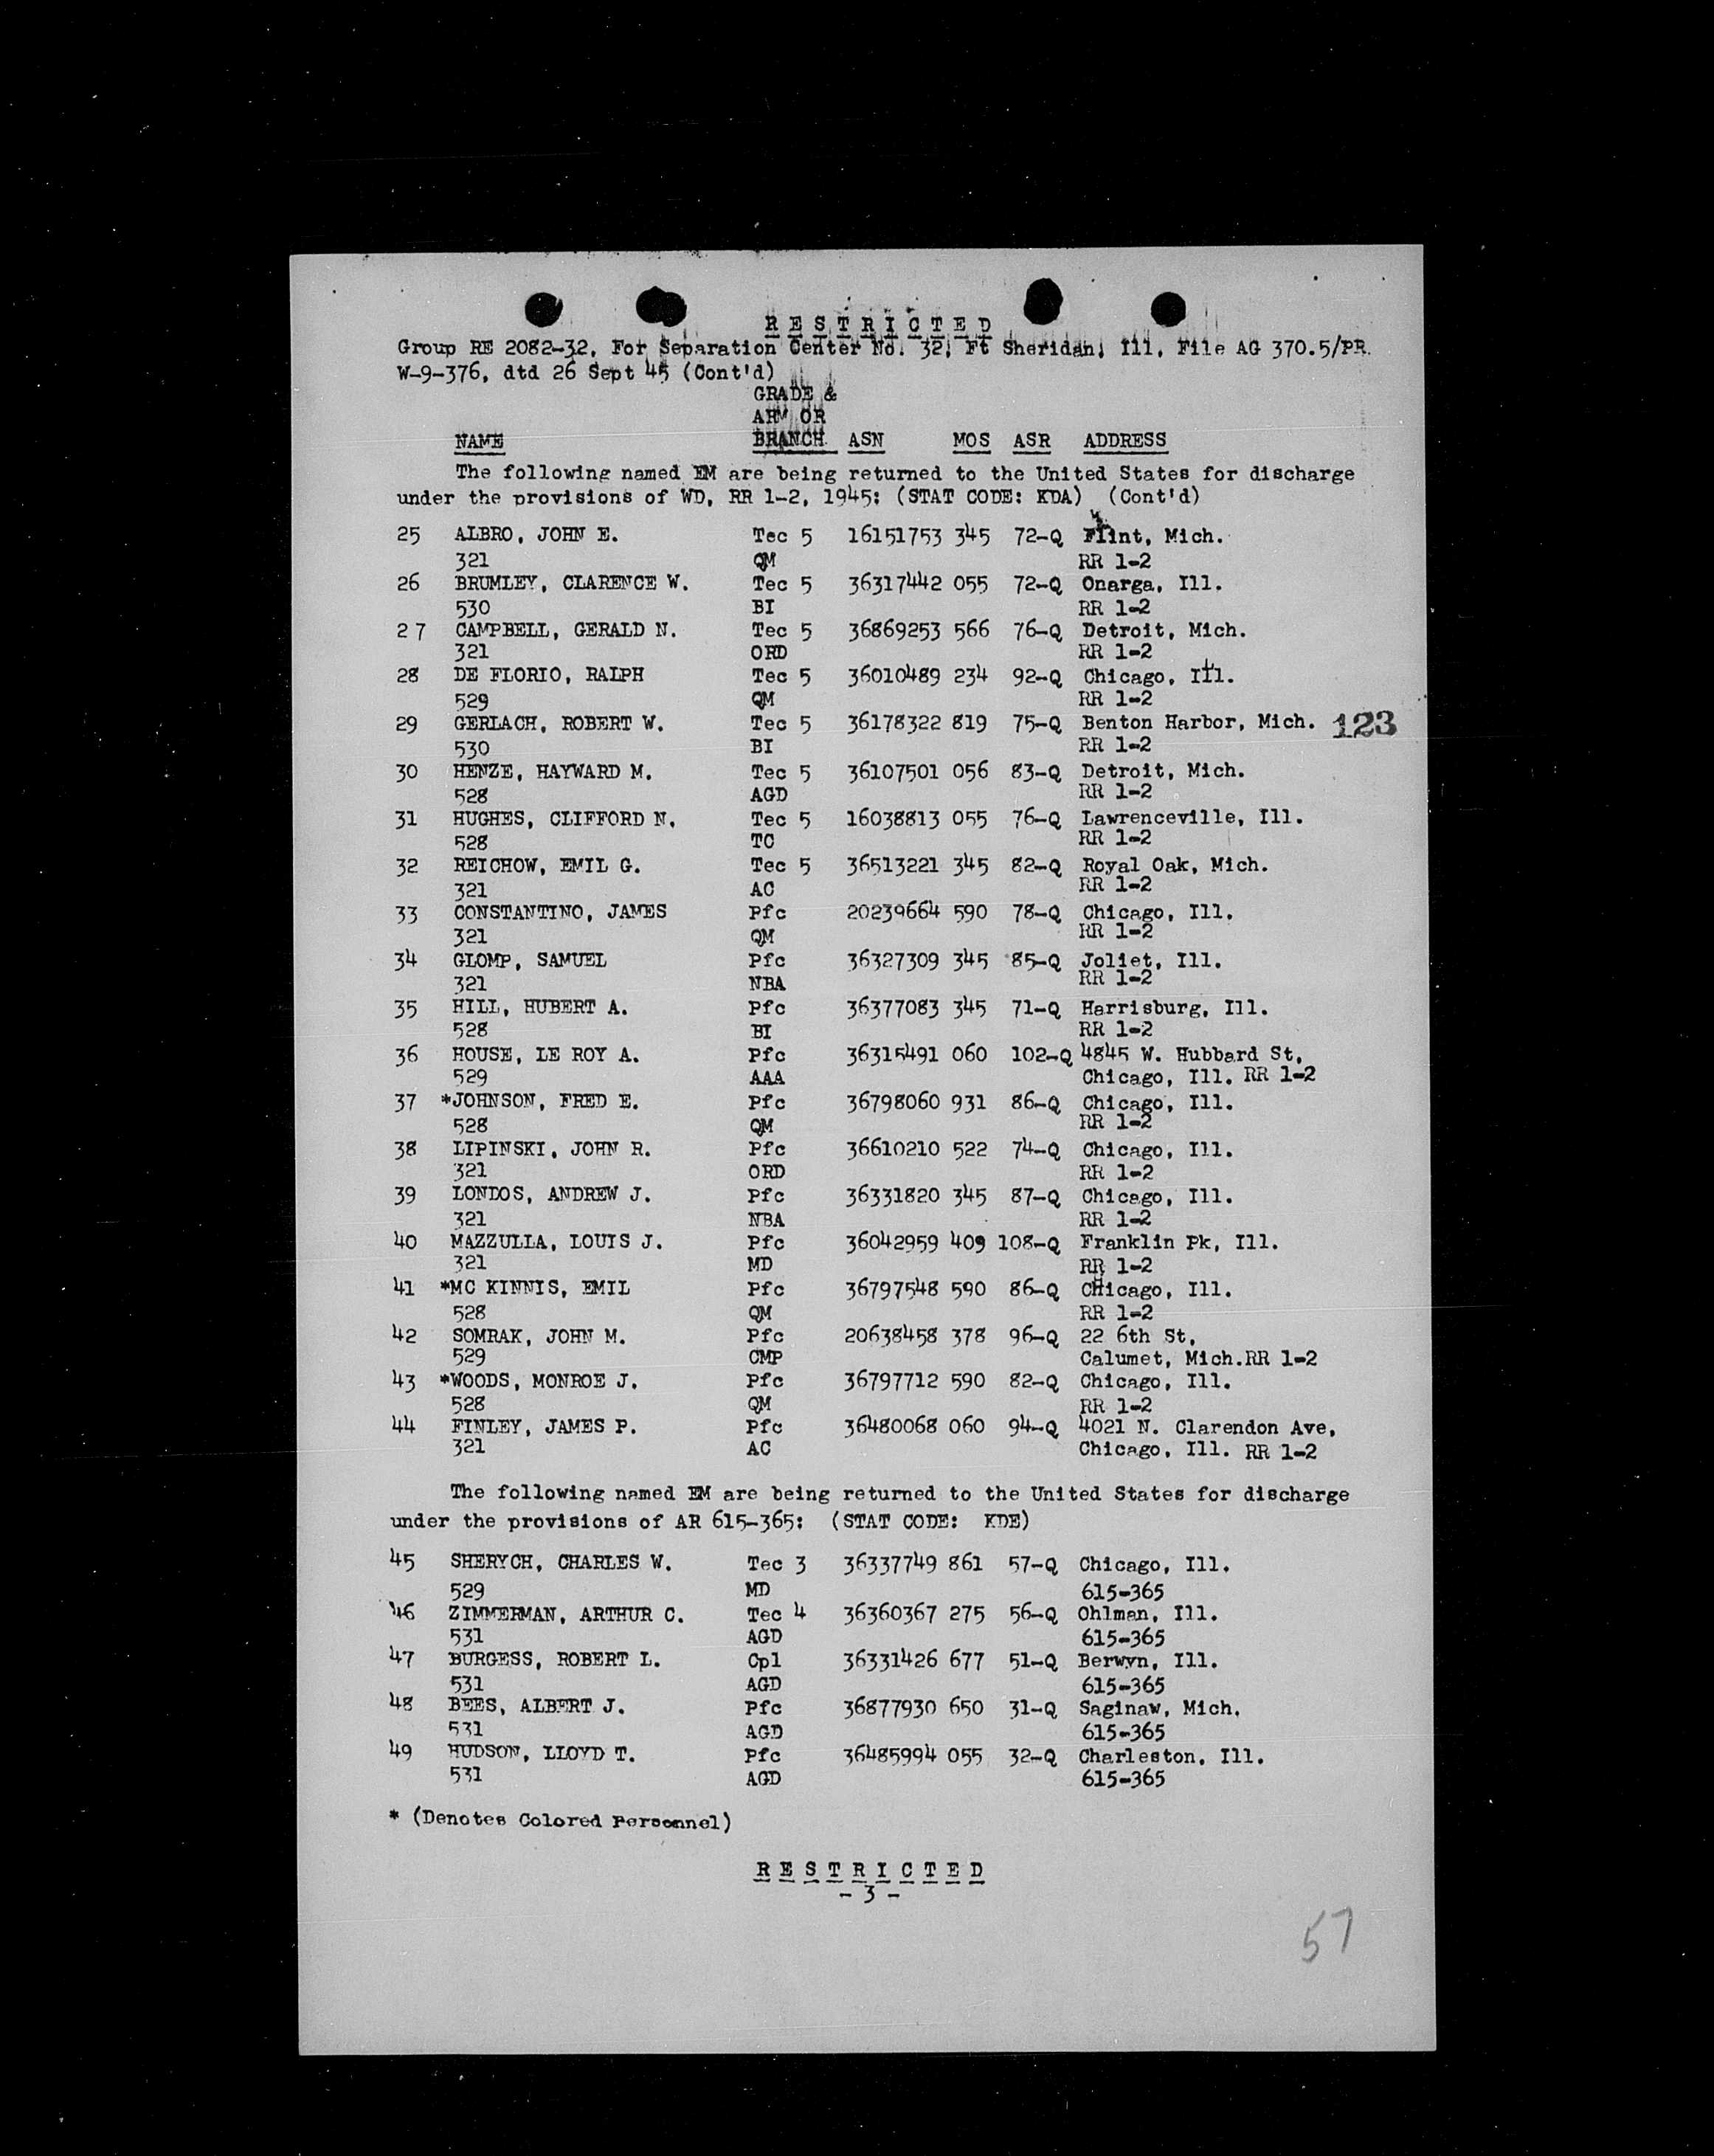 RESTRICTED
Group RE 2082-32, For Separation Center No. 32, Ft Sheridan, Ill, File AG 370.5/PR
W-9-376, dtd 26 Sept 45 (Cont'd)
GRADE &
ARM OR
NAME BRANCH ASN MOS ASR ADDRESS
The following named EM are being returned to the United States for discharge
under the provisions of WD, RR 1-2, 1945: (STAT CODE: KDA) (Cont'd)
25 ALBRO, JOHN E. Tec 5 16151753 345 72-Q Flint, Mich.
321 QM RR 1-2
26 BRUMLEY, CLARENCE W. Tec 5 36317442 055 72-Q Onarga, Ill.
530 BI RR 1-2
27 CAMPBELL, GERALD N. Tec 5 36869253 566 76-Q Detroit, Mich.
321 ORD RR 1-2
28 DE FLORIO, RALPH Tec 5 36010489 234 92-Q Chicago, Ill.
529 QM RR 1-2
29 GERLACH, ROBERT W. Tec 5 36178322 819 75-Q Benton Harbor, Mich. 123
530 BI RR 1-2
30 HENZE, HAYWARD M. Tec 5 36107501 056 83-Q Detroit, Mich.
528 AGD RR 1-2
31 HUGHES, CLIFFORD N. Tec 5 16038813 055 76-Q Lawrenceville, Ill.
528 TC RR 1-2
32 REICHOW, EMIL G. Tec 5 36513221 345 82-Q Royal Oak, Mich.
321 AC RR 1-2
33 CONSTANTINO, JAMES Pfc 20239664 590 78-Q Chicago, Ill.
321 QM RR 1-2
34 GLOMP, SAMUEL Pfc 36327309 345 85-Q Joliet, Ill.
321 NBA RR 1-2
35 HILL, HUBERT A. Pfc 36377083 345 71-Q Harrisburg, Ill.
528 BI RR 1-2
36 HOUSE, LE ROY A. Pfc 36315491 060 102-Q 4845 W. Hubbard St,
529 AAA Chicago, Ill. RR 1-2
37 *JOHNSON, FRED E. Pfc 36798060 931 86-Q Chicago, Ill.
528 QM RR 1-2
38 LIPINSKI, JOHN R. Pfc 36610210 522 74-Q Chicago, Ill.
321 ORD RR 1-2
39 LONDOS, ANDREW J. Pfc 36331820 345 87-Q Chicago, Ill.
321 NBA RR 1-2
40 MAZZULLA, LOUIS J. Pfc 36042959 409 108-Q Franklin Pk, Ill.
321 MD RR 1-2
41 *MC KINNIS, EMIL Pfc 36797548 590 86-Q Chicago, Ill.
528 QM RR 1-2
42 SOMRAK, JOHN M. Pfc 20638458 378 96-Q 22 6th St,
529 CMP Calumet, Mich.RR 1-2
43 *WOODS, MONROE J. Pfc 36797712 590 82-Q Chicago, Ill.
528 QM RR 1-2
44 FINLEY, JAMES P. Pfc 36480068 060 94-Q 4021 N. Clarendon Ave,
321 AC Chicago, Ill. RR 1-2
The following named EM are being returned to the United States for discharge
under the provisions of AR 615-365: (STAT CODE: KDE)
45 SHERYCH, CHARLES W. Tec 3 36337749 861 57-Q Chicago, Ill.
529 MD 615-365
46 ZIMMERMAN, ARTHUR C. Tec 4 36360367 275 56-Q Ohlman, Ill.
531 AGD 615-365
47 BURGESS, ROBERT L. Cpl 36331426 677 51-Q Berwyn, Ill.
531 AGD 615-365
48 BEES, ALBERT J. Pfc 36877930 650 31-Q Saginaw, Mich.
531 AGD 615-365
49 HUDSON, LLOYD T. Pfc 36485994 055 32-Q Charleston, Ill.
531 AGD 615-365
* (Denotes Colored Personnel)
RESTRICTED
- 3 -
57